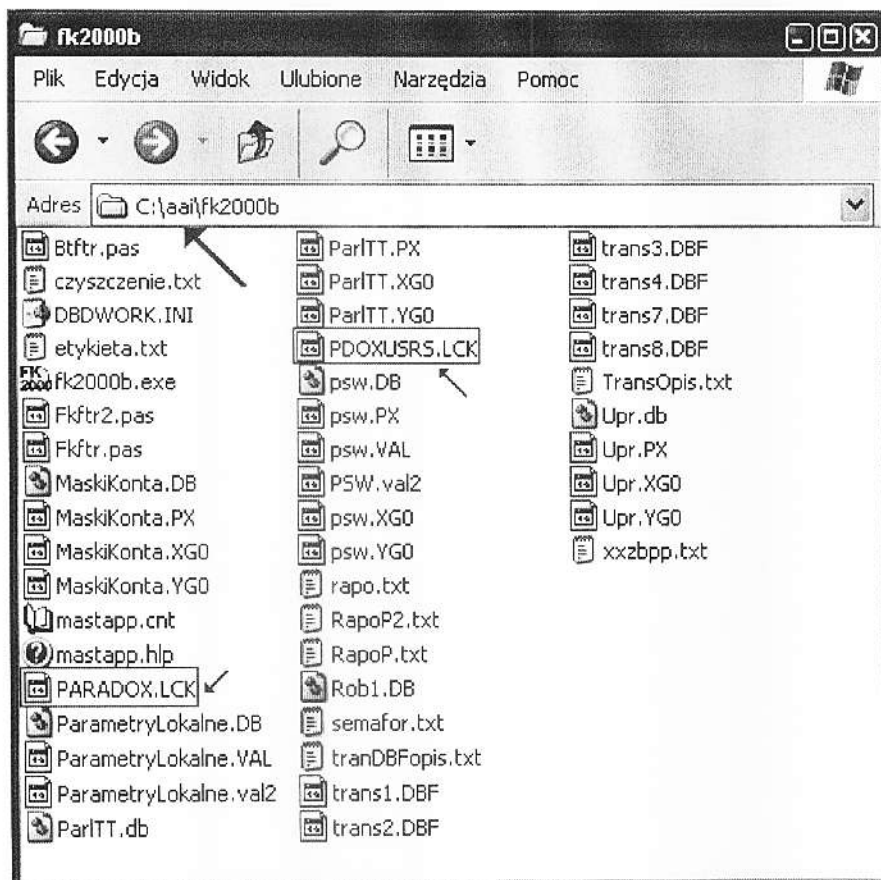 fk2000b
Plik Edycja Widok Ulubione Narzędzia Pomoc
Adres C:\aai\fk2000b
Btftr.pas
czyszczenie.txt
DBDWORK.INI
etykieta.txt
FK 2000 fk2000b.exe
Fkftr2.pas
Fkftr.pas
MaskiKonta.DB
MaskiKonta.PX
MaskiKonta.XG0
MaskiKonta.YG0
mastapp.cnt
mastapp.hlp
PARADOX.LCK
ParametryLokalne.DB
ParametryLokalne.VAL
ParametryLokalne.val2
ParlTT.db
ParlTT.PX
ParlTT.XG0
ParlTT.YG0
PDOXUSRS.LCK
psw.DB
psw.PX
psw.VAL
PSW.val2
psw.XG0
psw.YG0
rapo.txt
RapoP2.txt
RapoP.txt
Rob1.DB
semafor.txt
tranDBFopis.txt
trans1.DBF
trans2.DBF
trans3.DBF
trans4.DBF
trans7.DBF
trans8.DBF
TransOpis.txt
Upr.db
Upr.PX
Upr.XG0
Upr.YG0
xxzbpp.txt